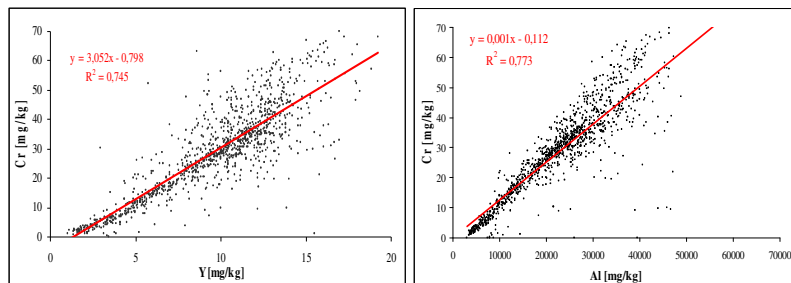 y = 3,052x - 0,798
R2 = 0,745
Cr [mg/kg]
70
60
50
40
30
20
10
0
0 5 10 15 20
Y[mg/kg]
y = 0,001x - 0,112
R2 = 0,773
Cr [mg/kg]
70
60
50
40
30
20
10
0
0 10000 20000 30000 40000 50000 60000 70000
Al [mg/kg]